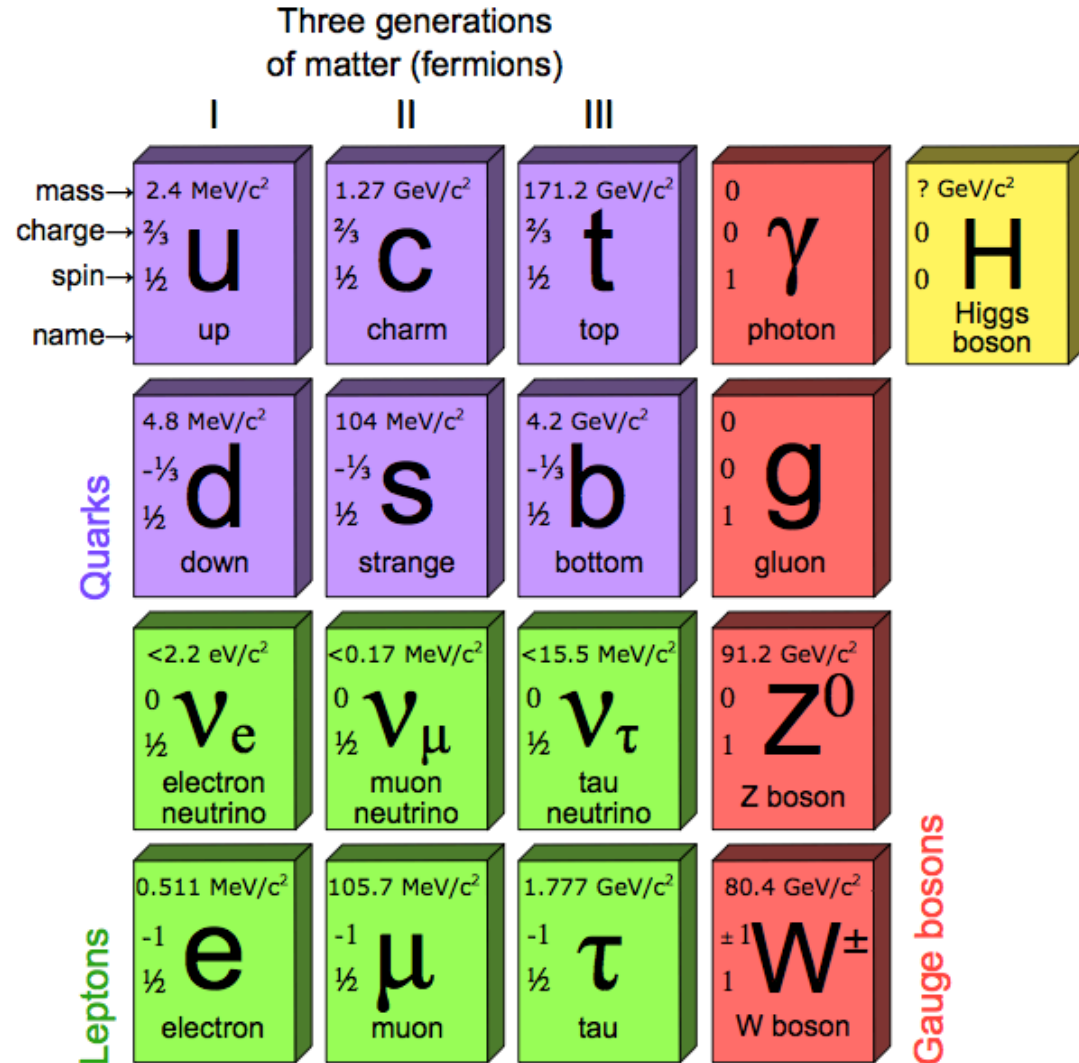 Three generations
of matter (fermions)
I II III
mass→ 2.4 MeV/c² 1.27 GeV/c² 171.2 GeV/c² 0 ? GeV/c²
charge→ ⅔ ⅔ ⅔ 0 0
u c t γ H
spin→ ½ ½ ½ 1 0
name→ up charm top photon Higgs
boson
4.8 MeV/c² 104 MeV/c² 4.2 GeV/c² 0
-⅓ -⅓ -⅓ 0
d s b g
½ ½ ½ 1
down strange bottom gluon
Quarks
<2.2 eV/c² <0.17 MeV/c² <15.5 MeV/c² 91.2 GeV/c²
0 0 0 0
νe νμ ντ Z⁰
½ ½ ½ 1
electron muon tau Z boson
neutrino neutrino neutrino
0.511 MeV/c² 105.7 MeV/c² 1.777 GeV/c² 80.4 GeV/c²
-1 -1 -1 ± 1
e μ τ W±
½ ½ ½ 1
electron muon tau W boson
Leptons
Gauge bosons